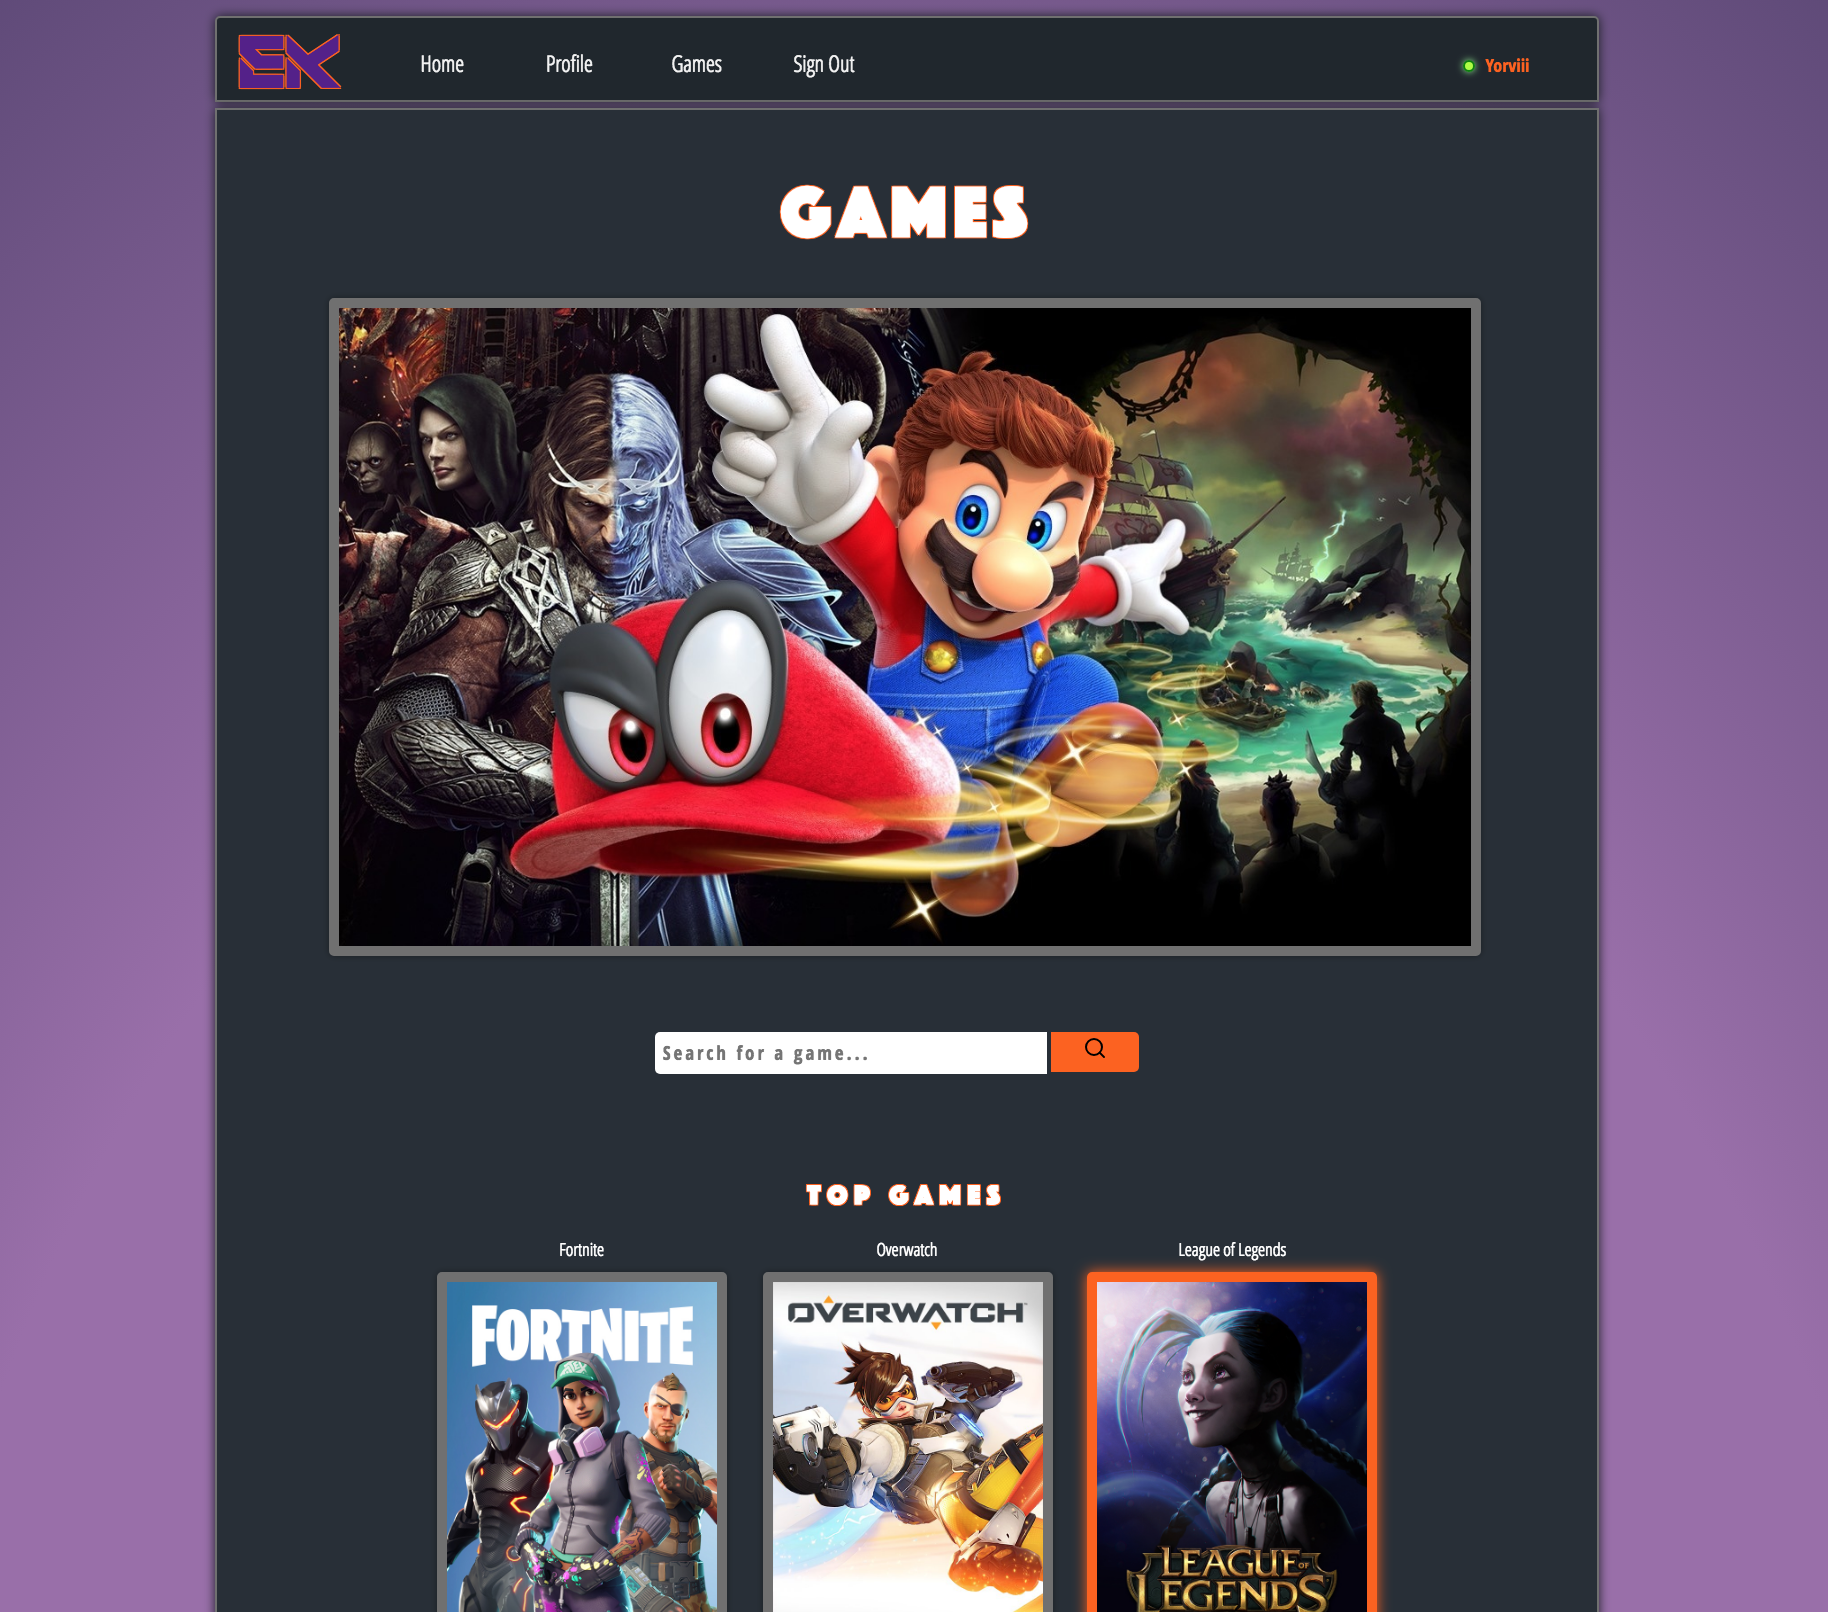 EK
Home
Profile
Games
Sign Out
Yorviii
GAMES
Search for a game...
TOP GAMES
Fortnite
Overwatch
League of Legends
FORTNITE
OVERWATCH
LEAGUE OF
LEGENDS